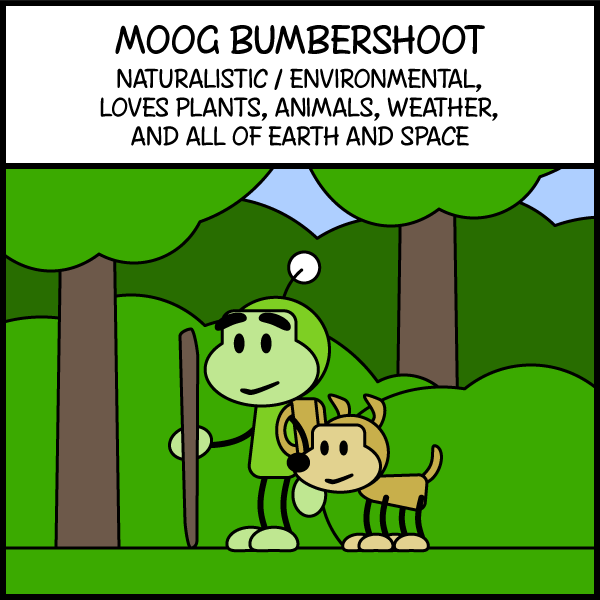 MOOG BUMBERSHOOT
NATURALISTIC / ENVIRONMENTAL,
LOVES PLANTS, ANIMALS, WEATHER,
AND ALL OF EARTH AND SPACE